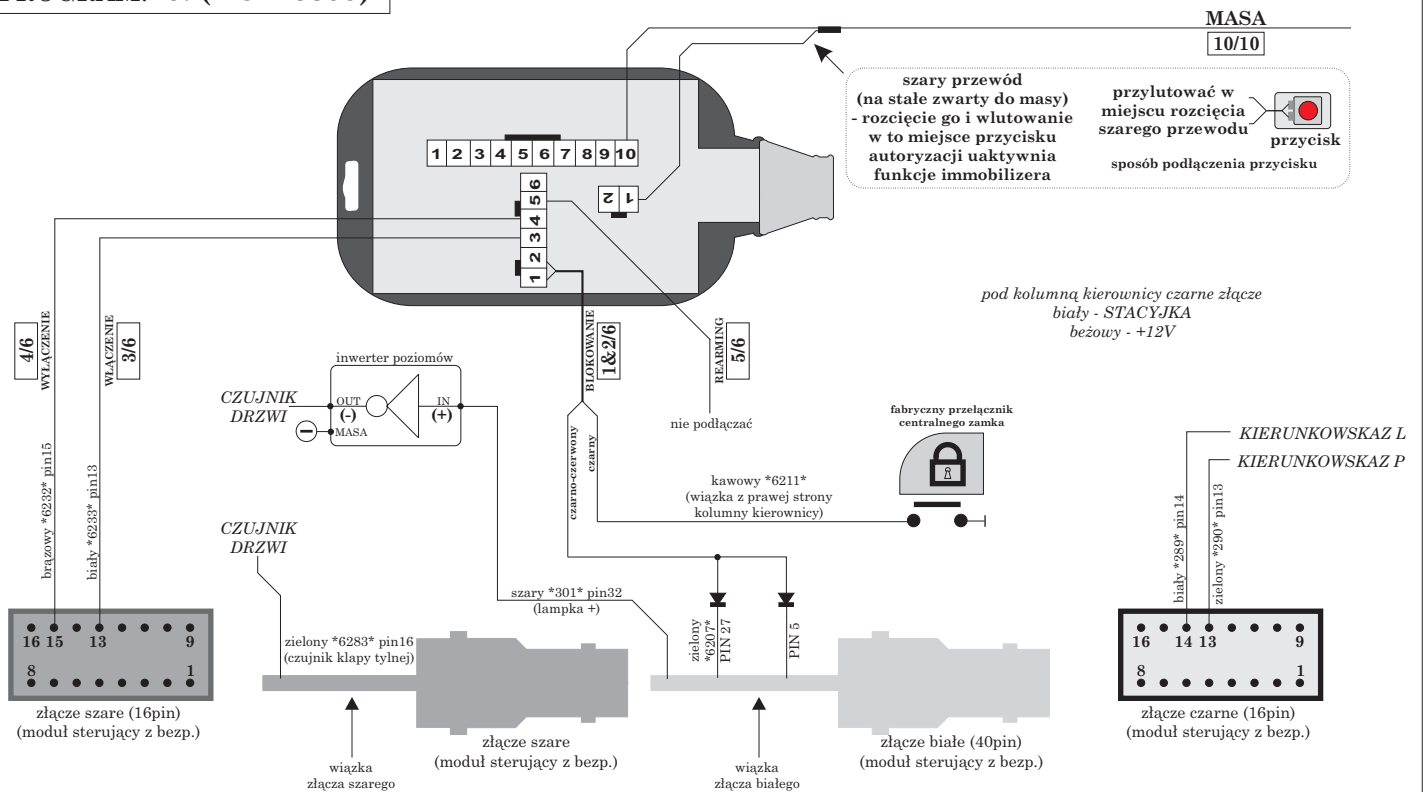 MASA
10/10
szary przewód
(na stałe zwarty do masy)
- rozcięcie go i wlutowanie
w to miejsce przycisku
autoryzacji uaktywnia
funkcje immobilizera
przylutować w
miejscu rozcięcia
szarego przewodu
przycisk
sposób podłączenia przycisku
1 2 3 4 5 6 7 8 9 10
1 2 3 4 5 6
2 1
pod kolumną kierownicy czarne złącze
biały - STACYJKA
beżowy - +12V
4/6
WYŁĄCZENIE
WŁĄCZENIE
3/6
BLOKOWANIE
1&2/6
REARMING
5/6
nie podłączać
inwerter poziomów
CZUJNIK
DRZWI
OUT
(-)
IN
(+)
MASA
czarno-czerwony
czarny
fabryczny przełącznik
centralnego zamka
kawowy *6211*
(wiązka z prawej strony
kolumny kierownicy)
KIERUNKOWSKAZ L
KIERUNKOWSKAZ P
brązowy *6232* pin15
biały *6233* pin13
CZUJNIK
DRZWI
szary *301* pin32
(lampka +)
zielony
*6207*
PIN 27
PIN 5
biały *289* pin14
zielony *290* pin13
16 15 13 9
8 1
złącze szare (16pin)
(moduł sterujący z bezp.)
zielony *6283* pin16
(czujnik klapy tylnej)
złącze szare
(moduł sterujący z bezp.)
wiązka
złącza szarego
złącze białe (40pin)
(moduł sterujący z bezp.)
wiązka
złącza białego
16 14 13 9
8 1
złącze czarne (16pin)
(moduł sterujący z bezp.)